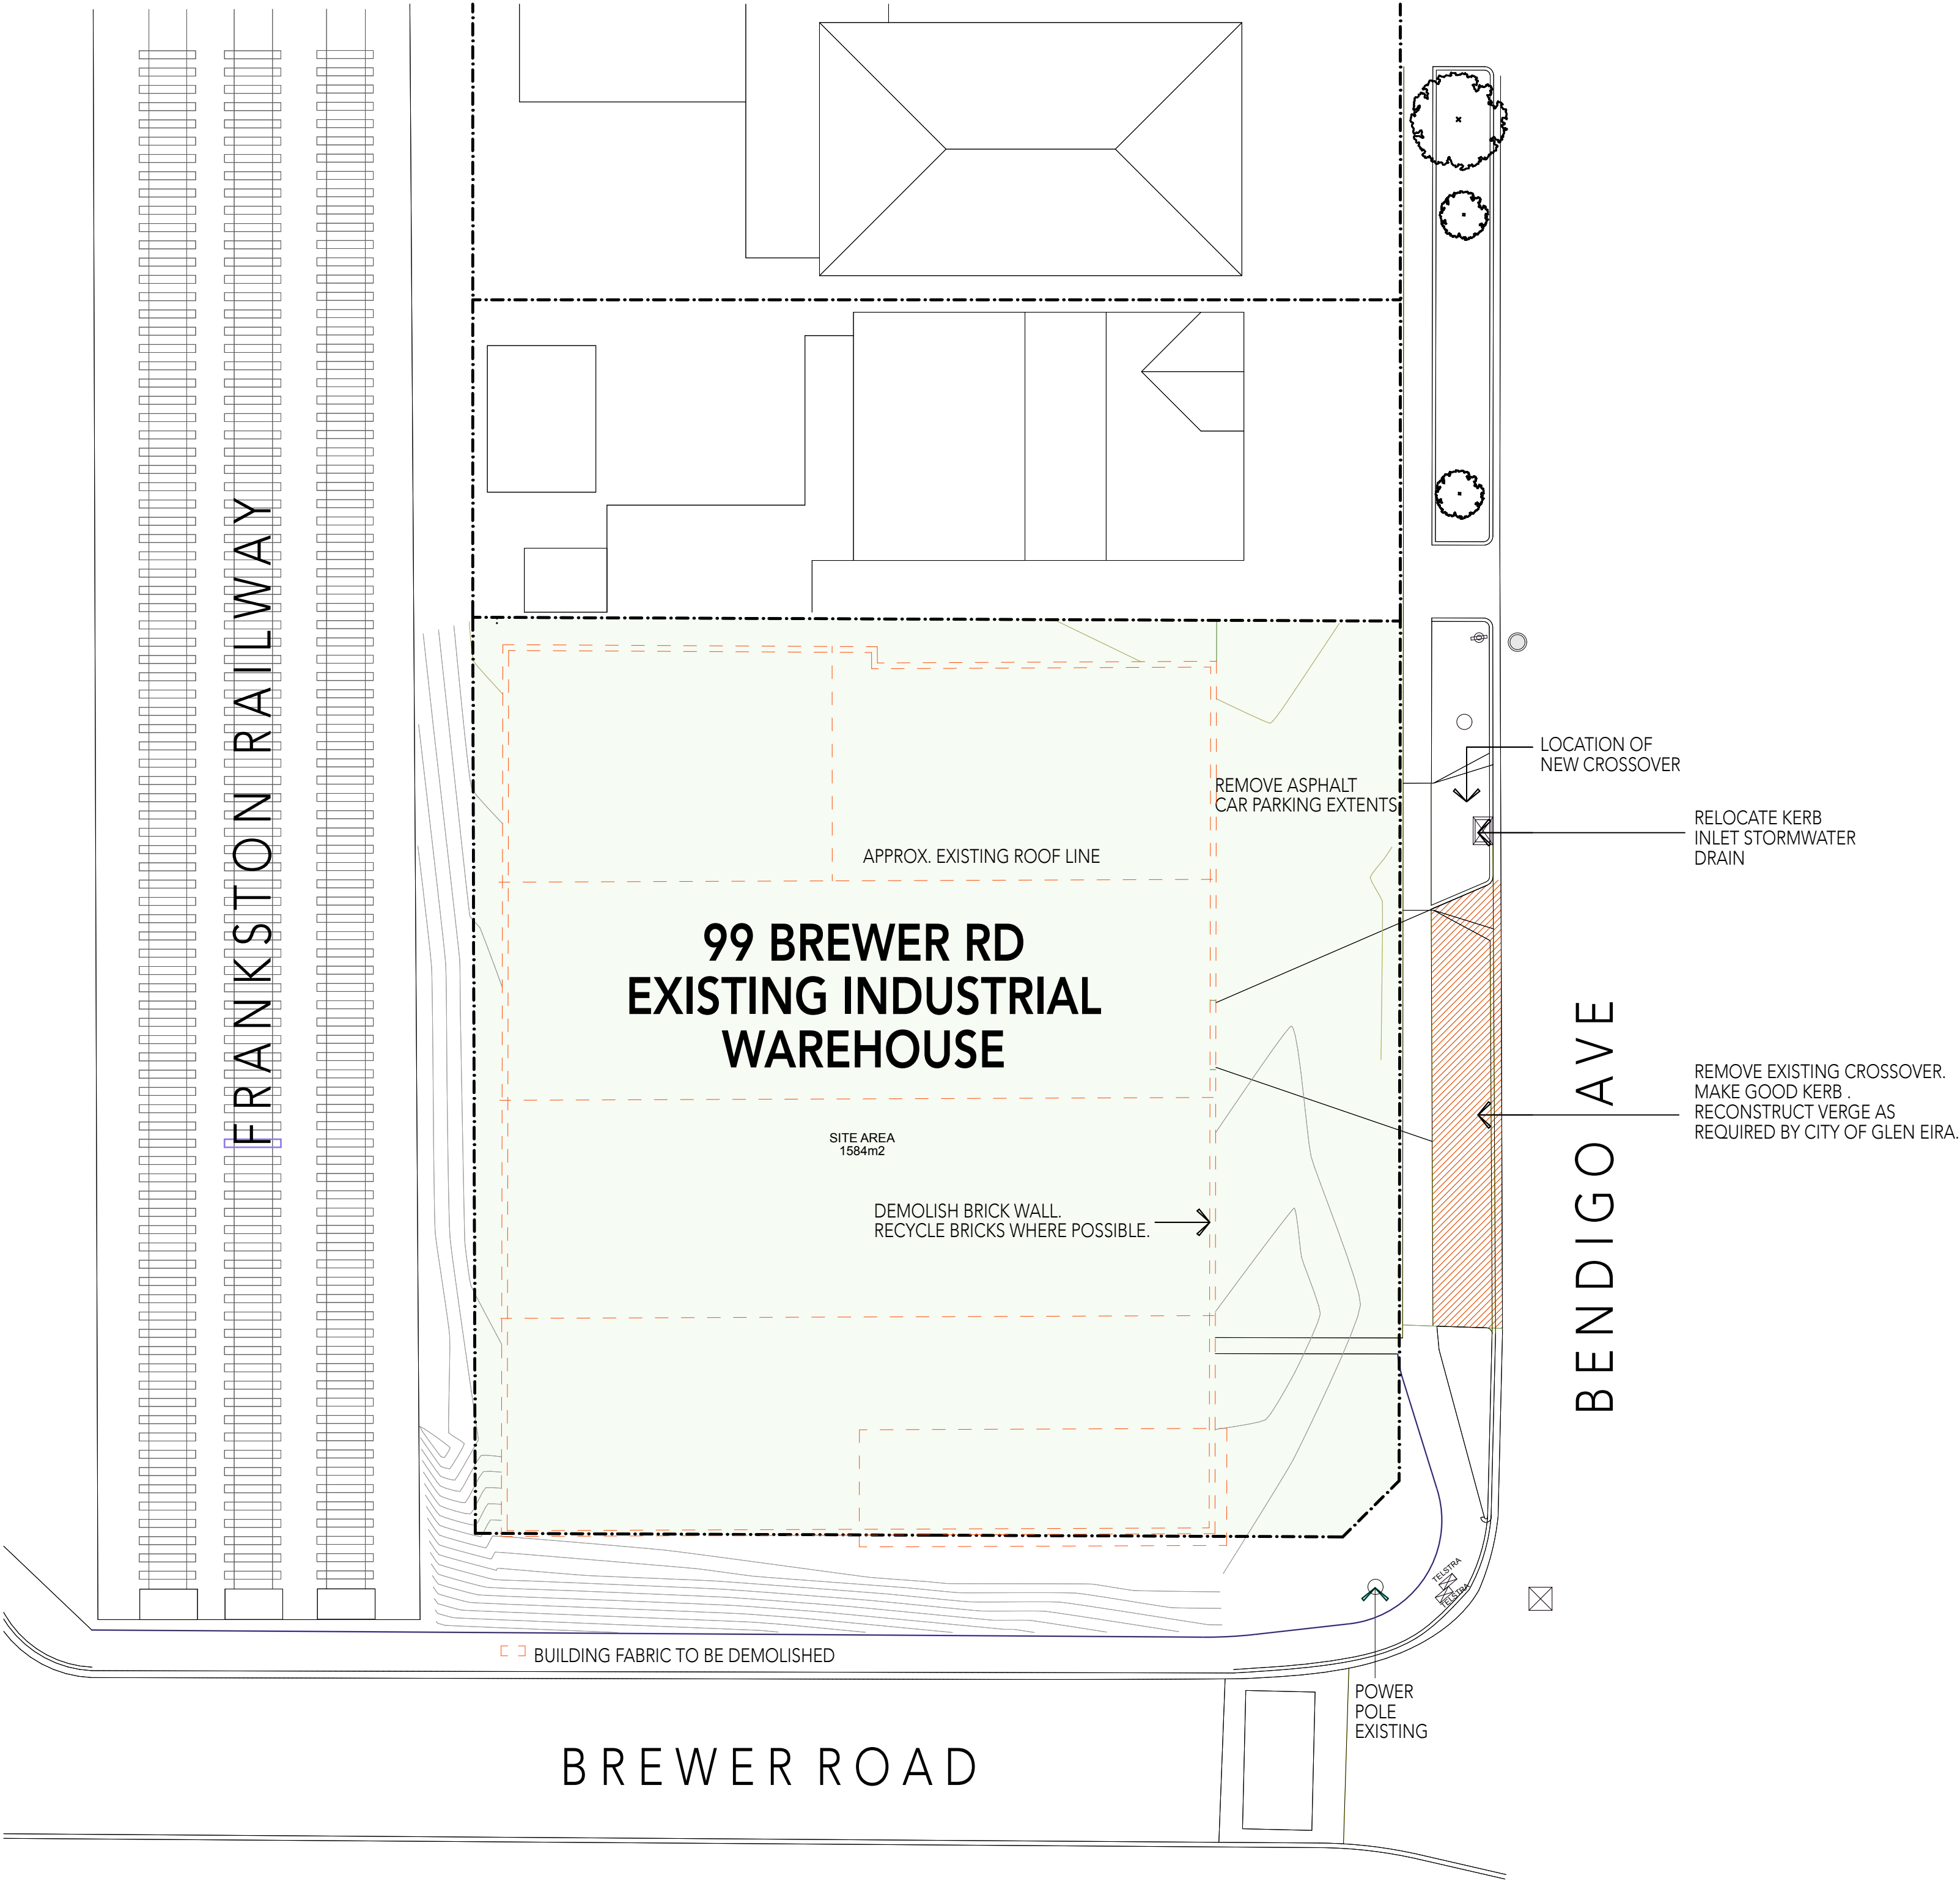 FRANKSTON RAILWAY
LOCATION OF
NEW CROSSOVER
REMOVE ASPHALT
CAR PARKING EXTENTS
RELOCATE KERB
INLET STORMWATER
DRAIN
APPROX. EXISTING ROOF LINE
99 BREWER RD
EXISTING INDUSTRIAL
WAREHOUSE
BENDIGO AVE
REMOVE EXISTING CROSSOVER.
MAKE GOOD KERB .
RECONSTRUCT VERGE AS
REQUIRED BY CITY OF GLEN EIRA.
SITE AREA
1584m2
DEMOLISH BRICK WALL.
RECYCLE BRICKS WHERE POSSIBLE.
TELSTRA
TELSTRA
BUILDING FABRIC TO BE DEMOLISHED
POWER
POLE
EXISTING
BREWER ROAD